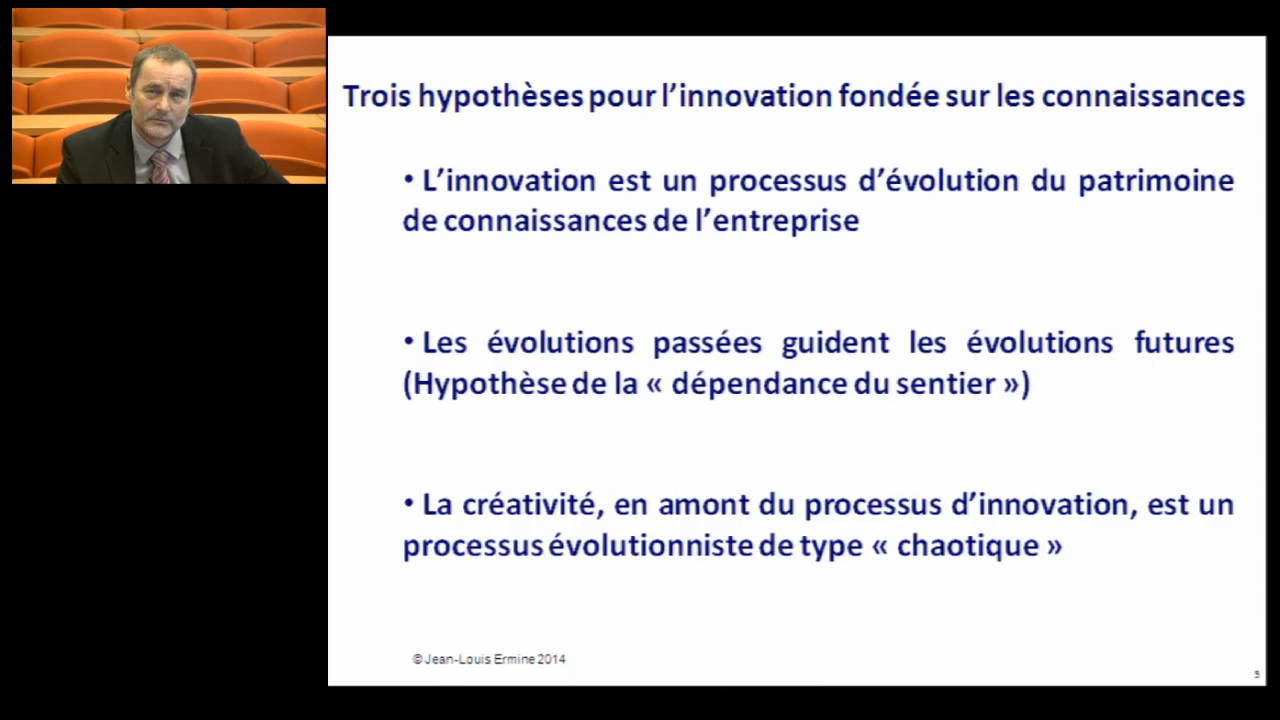 Trois hypothèses pour l’innovation fondée sur les connaissances
• L’innovation est un processus d’évolution du patrimoine
de connaissances de l’entreprise
• Les évolutions passées guident les évolutions futures
(Hypothèse de la « dépendance du sentier »)
• La créativité, en amont du processus d’innovation, est un
processus évolutionniste de type « chaotique »
© Jean-Louis Ermine 2014
5